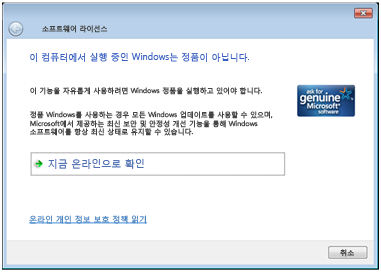 소프트웨어 라이선스
이 컴퓨터에서 실행 중인 Windows는 정품이 아닙니다.
이 기능을 자유롭게 사용하려면 Windows 정품을 실행하고 있어야 합니다.
ask for
genuine
Microsoft
software
정품 Windows를 사용하는 경우 모든 Windows 업데이트를 사용할 수 있으며,
Microsoft에서 제공하는 최신 보안 및 안정성 개선 기능을 통해 Windows
소프트웨어를 항상 최신 상태로 유지할 수 있습니다.
지금 온라인으로 확인
온라인 개인 정보 보호 정책 읽기
취소